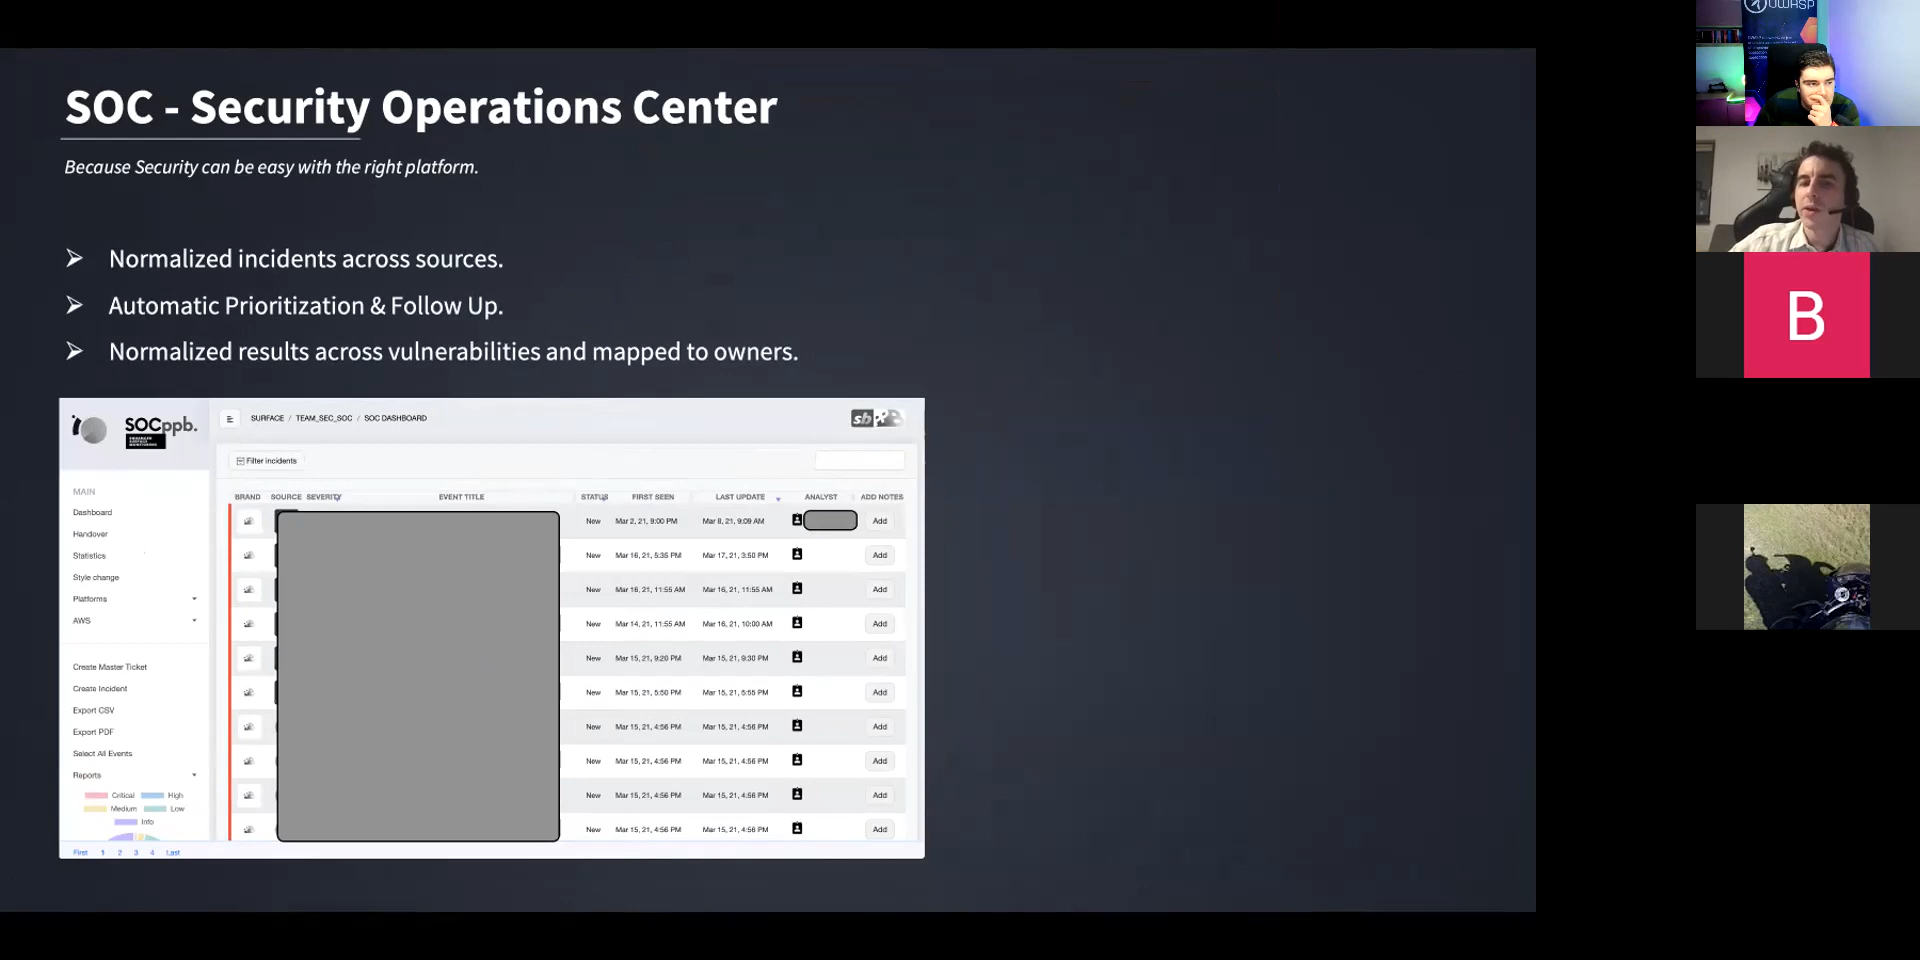 SOC - Security Operations Center
Because Security can be easy with the right platform.
➢ Normalized incidents across sources.
➢ Automatic Prioritization & Follow Up.
➢ Normalized results across vulnerabilities and mapped to owners.
SOCppb.
SURFACE / TEAM_SEC_SOC / SOC DASHBOARD
sb
Filter incidents
MAIN
Dashboard
Handover
Statistics
Style change
Platforms
AWS
Create Master Ticket
Create Incident
Export CSV
Export PDF
Select All Events
Reports
Critical High
Medium Low
Info
First 1 2 3 4 Last
BRAND SOURCE SEVERITY EVENT TITLE STATUS FIRST SEEN LAST UPDATE ANALYST ADD NOTES
New Mar 2, 21, 9:00 PM Mar 8, 21, 9:09 AM Add
New Mar 16, 21, 5:35 PM Mar 17, 21, 3:50 PM Add
New Mar 16, 21, 11:55 AM Mar 16, 21, 11:55 AM Add
New Mar 14, 21, 11:55 AM Mar 16, 21, 10:00 AM Add
New Mar 15, 21, 9:20 PM Mar 15, 21, 9:30 PM Add
New Mar 15, 21, 5:50 PM Mar 15, 21, 5:55 PM Add
New Mar 15, 21, 4:56 PM Mar 15, 21, 4:56 PM Add
New Mar 15, 21, 4:56 PM Mar 15, 21, 4:56 PM Add
New Mar 15, 21, 4:56 PM Mar 15, 21, 4:56 PM Add
New Mar 15, 21, 4:56 PM Mar 15, 21, 4:56 PM Add
OWASP
B